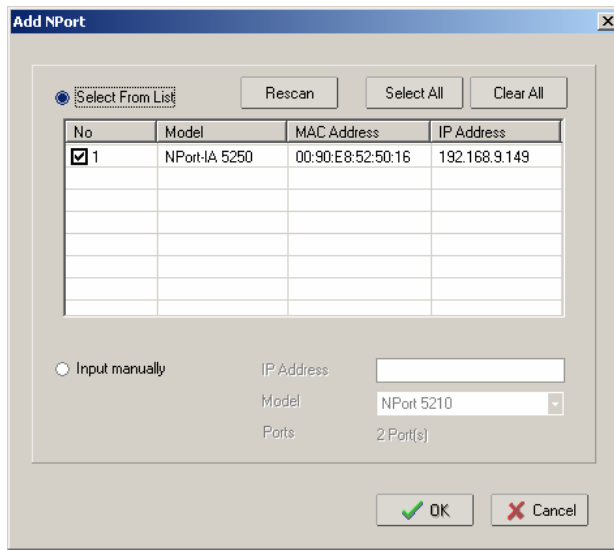 Add NPort
Select From List Rescan Select All Clear All
No Model MAC Address IP Address
1 NPort-IA 5250 00:90:E8:52:50:16 192.168.9.149
Input manually IP Address
Model NPort 5210
Ports 2 Port(s)
OK Cancel